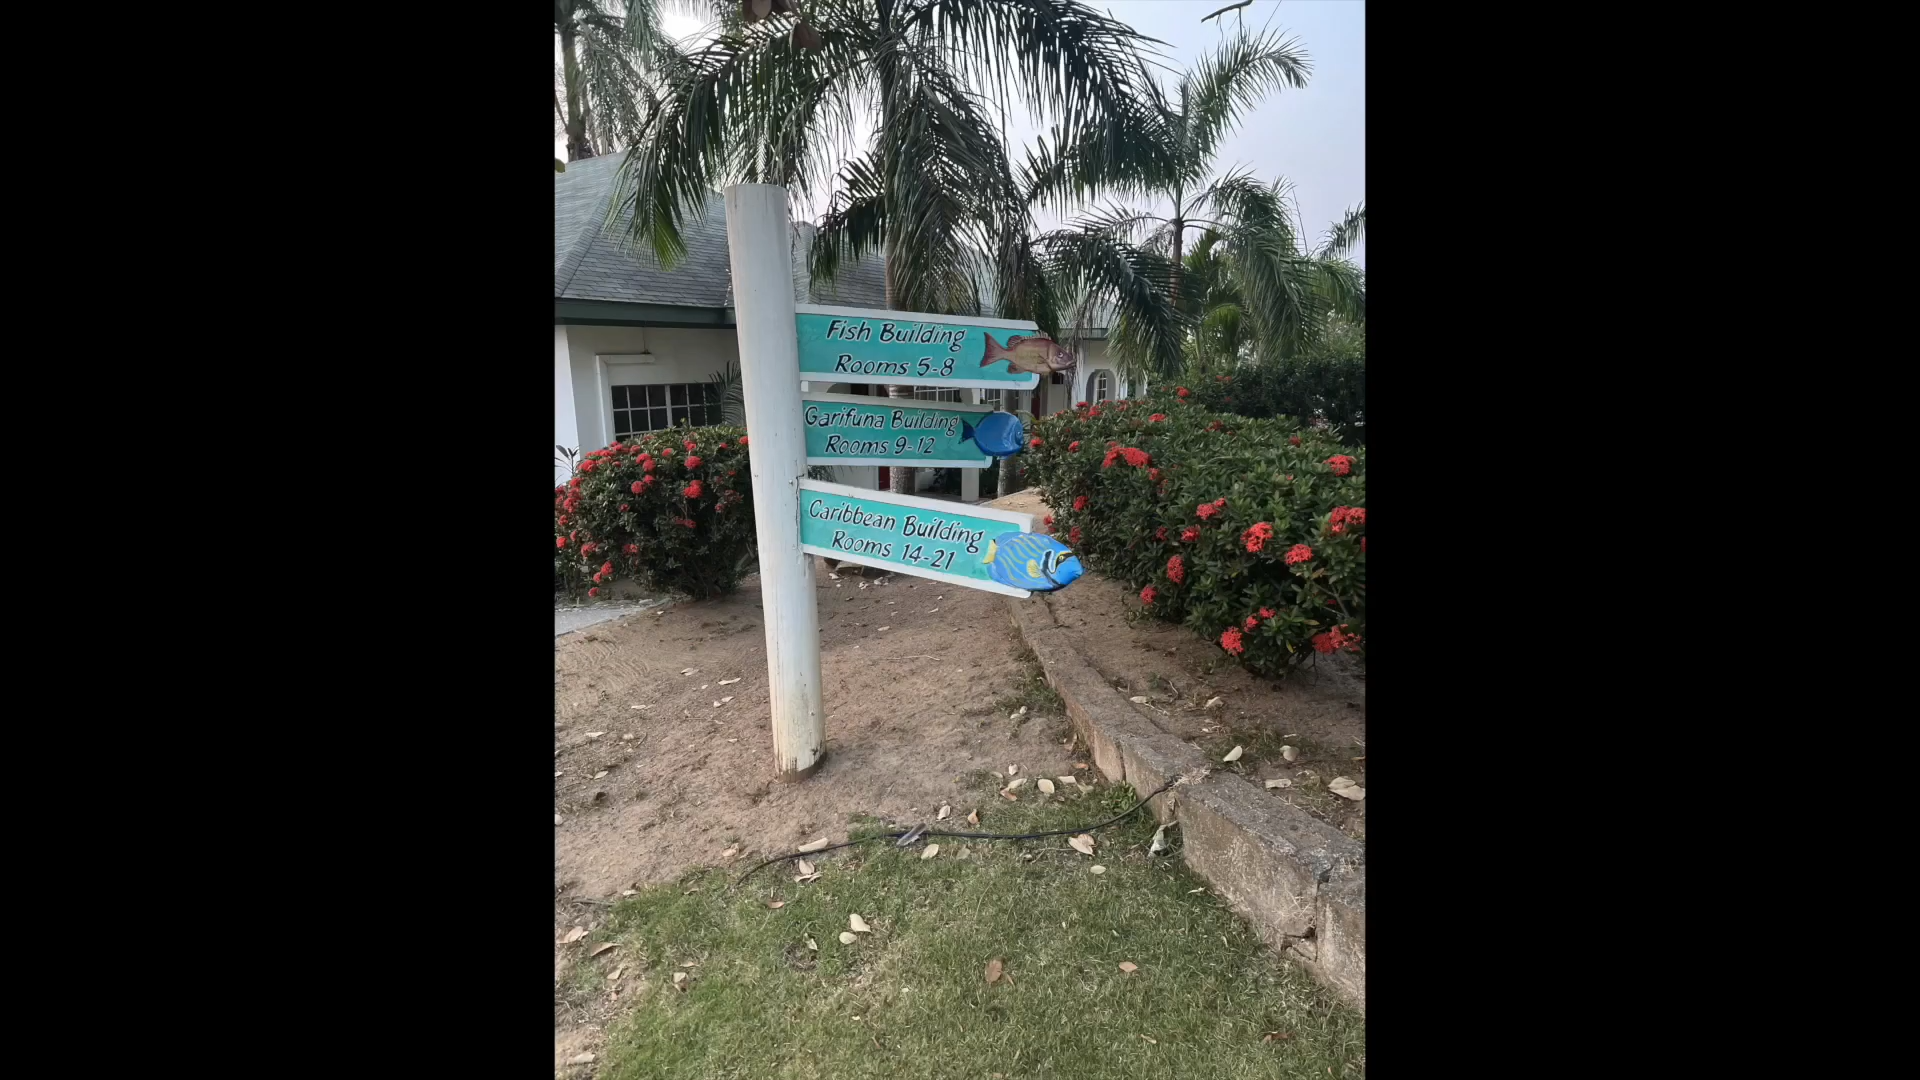 Fish Building
Rooms 5-8
Garifuna Building
Rooms 9-12
Caribbean Building
Rooms 14-21